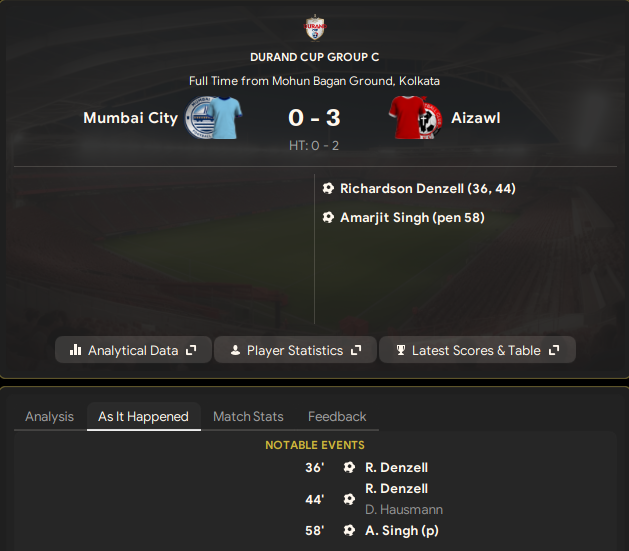 DURAND CUP GROUP C
Full Time from Mohun Bagan Ground, Kolkata
Mumbai City 0 - 3 Aizawl
HT: 0 - 2
Richardson Denzell (36, 44)
Amarjit Singh (pen 58)
Analytical Data Player Statistics Latest Scores & Table
Analysis As It Happened Match Stats Feedback
NOTABLE EVENTS
36' R. Denzell
44' R. Denzell
D. Hausmann
58' A. Singh (p)